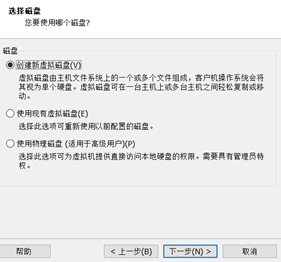 选择磁盘
您要使用哪个磁盘?
磁盘
创建新虚拟磁盘(V)
虚拟磁盘由主机文件系统上的一个或多个文件组成，客户机操作系统会将
其视为单个硬盘。虚拟磁盘可在一台主机上或多台主机之间轻松复制或移
动。
使用现有虚拟磁盘(E)
选择此选项可重新使用以前配置的磁盘。
使用物理磁盘 (适用于高级用户)(P)
选择此选项可为虚拟机提供直接访问本地硬盘的权限。需要具有管理员特
权。
帮助
< 上一步(B)
下一步(N) >
取消